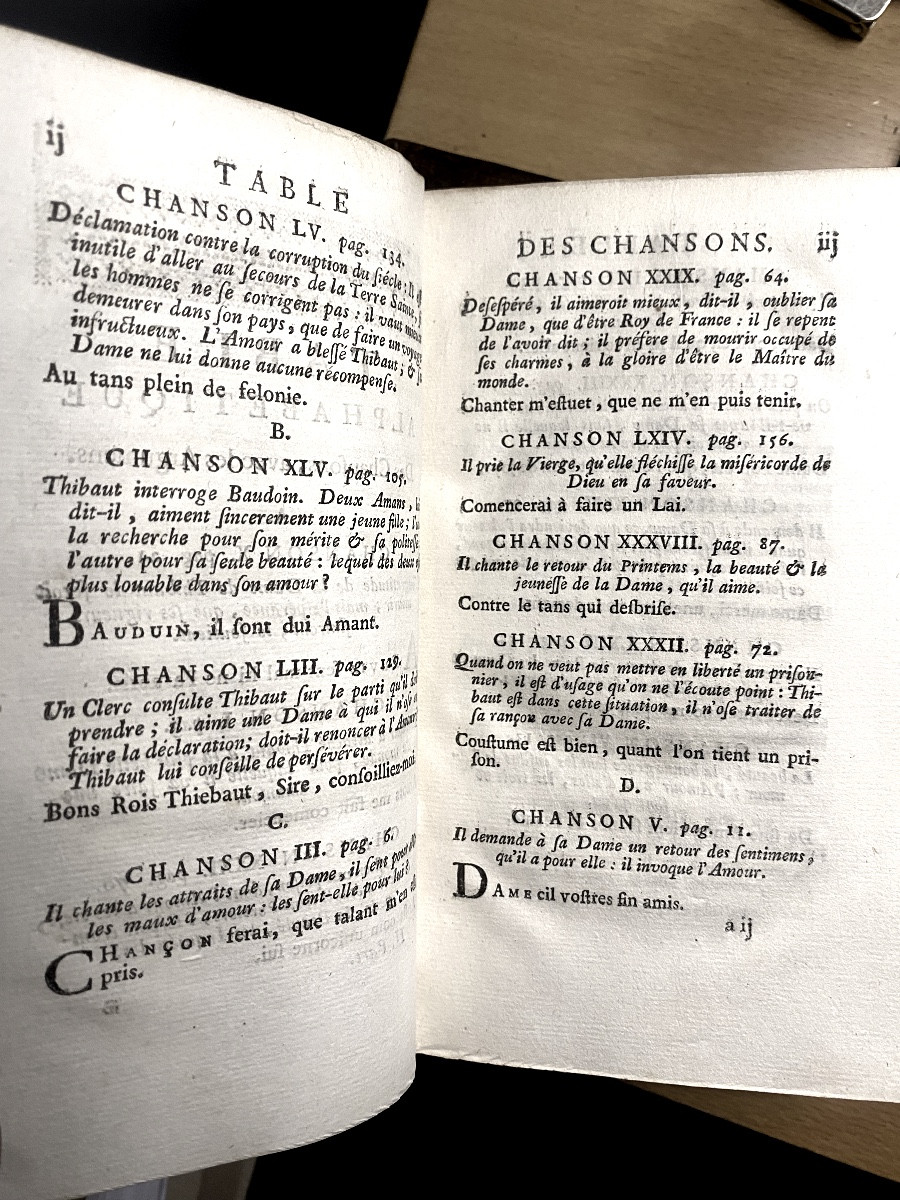 ij
TABLE
CHANSON LV. pag. 134.
Déclamation contre la corruption du ſiécle: Il
inutile d'aller au ſecours de la Terre Sainte,
les hommes ne ſe corrigent pas: il vaut
demeurer dans ſon pays, que de faire un voyage
infructueux. L'Amour a bleſſé Thibaut; &
Dame ne lui donne aucune récompenſe.
Au tans plein de felonie.
B.
CHANSON XLV. pag. 105.
Thibaut interroge Baudoin. Deux Amans,
dit-il, aiment ſincerement une jeune fille;
la recherche pour ſon mérite & ſa politeſſe
l'autre pour ſa ſeule beauté: lequel des deux
plus louable dans ſon amour?
BAUDUIN, il ſont dui Amant.
CHANSON LIII. pag. 129.
Un Clerc conſulte Thibaut ſur le parti qu'il
prendre; il aime une Dame à qui il n'oſe
faire la déclaration; doit-il renoncer à l'Amour
Thibaut lui conſeille de perſévérer.
Bons Rois Thiebaut, Sire, conſoilliez-moi.
C.
CHANSON III. pag. 6.
Il chante les attraits de ſa Dame, il ſent
les maux d'amour: les ſent-elle pour lui?
CHANÇON ferai, que talant m'en
pris.
DES CHANSONS. iij
CHANSON XXIX. pag. 64.
Deſeſpéré, il aimeroit mieux, dit-il, oublier ſa
Dame, que d'être Roy de France: il ſe repent
de l'avoir dit; il préfère de mourir occupé de
ſes charmes, à la gloire d'être le Maître du
monde.
Chanter m'eſtuet, que ne m'en puis tenir.
CHANSON LXIV. pag. 156.
Il prie la Vierge, qu'elle fléchiſſe la miſéricorde de
Dieu en ſa faveur.
Comencerai à faire un Lai.
CHANSON XXXVIII. pag. 87.
Il chante le retour du Printems, la beauté & la
jeuneſſe de la Dame, qu'il aime.
Contre le tans qui deſbriſe.
CHANSON XXXII. pag. 72.
Quand on ne veut pas mettre en liberté un priſon-
nier, il eſt d'uſage qu'on ne l'écoute point: Thi-
baut eſt dans cette ſituation, il n'oſe traiter de
ſa rançon avec ſa Dame.
Couſtume eſt bien, quant l'on tient un pri-
ſon.
D.
CHANSON V. pag. 11.
Il demande à ſa Dame un retour des ſentimens,
qu'il a pour elle: il invoque l'Amour.
DAME cil voſtres fin amis.
a ij